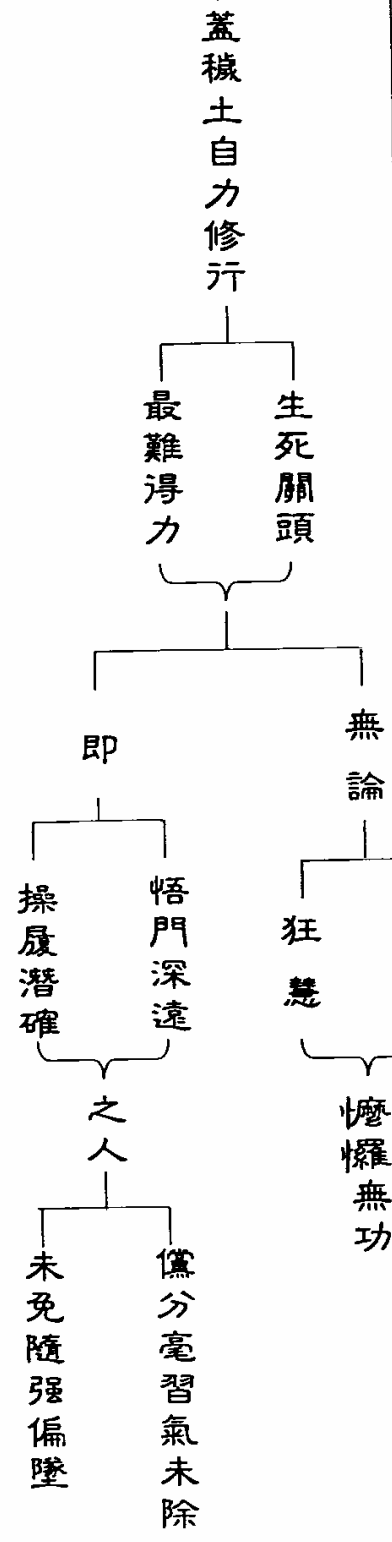 蓋穢土自力修行
生死關頭
最難得力
無論
狂慧
懡㦬無功
即
悟門深遠
操履潛確
之人
儻分毫習氣未除
未免隨强偏墜